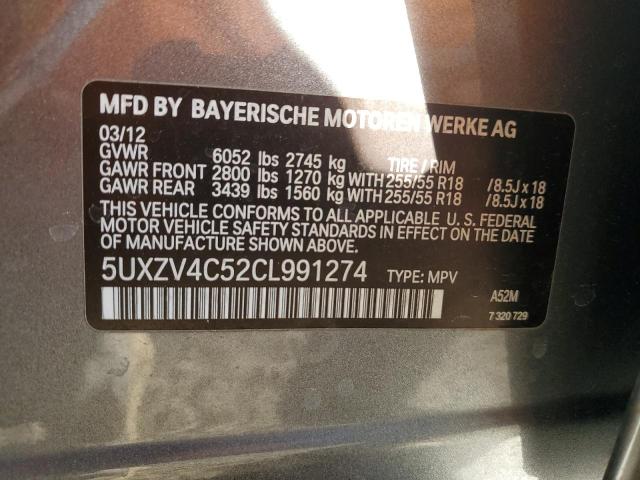 MFD BY BAYERISCHE MOTOREN WERKE AG
03/12
GVWR 6052 lbs 2745 kg TIRE / RIM
GAWR FRONT 2800 lbs 1270 kg WITH 255/55 R18 /8.5J x 18
GAWR REAR 3439 lbs 1560 kg WITH 255/55 R18 /8.5J x 18
THIS VEHICLE CONFORMS TO ALL APPLICABLE U. S. FEDERAL
MOTOR VEHICLE SAFETY STANDARDS IN EFFECT ON THE DATE
OF MANUFACTURE SHOWN ABOVE.
5UXZV4C52CL991274 TYPE: MPV
A52M
7 320 729